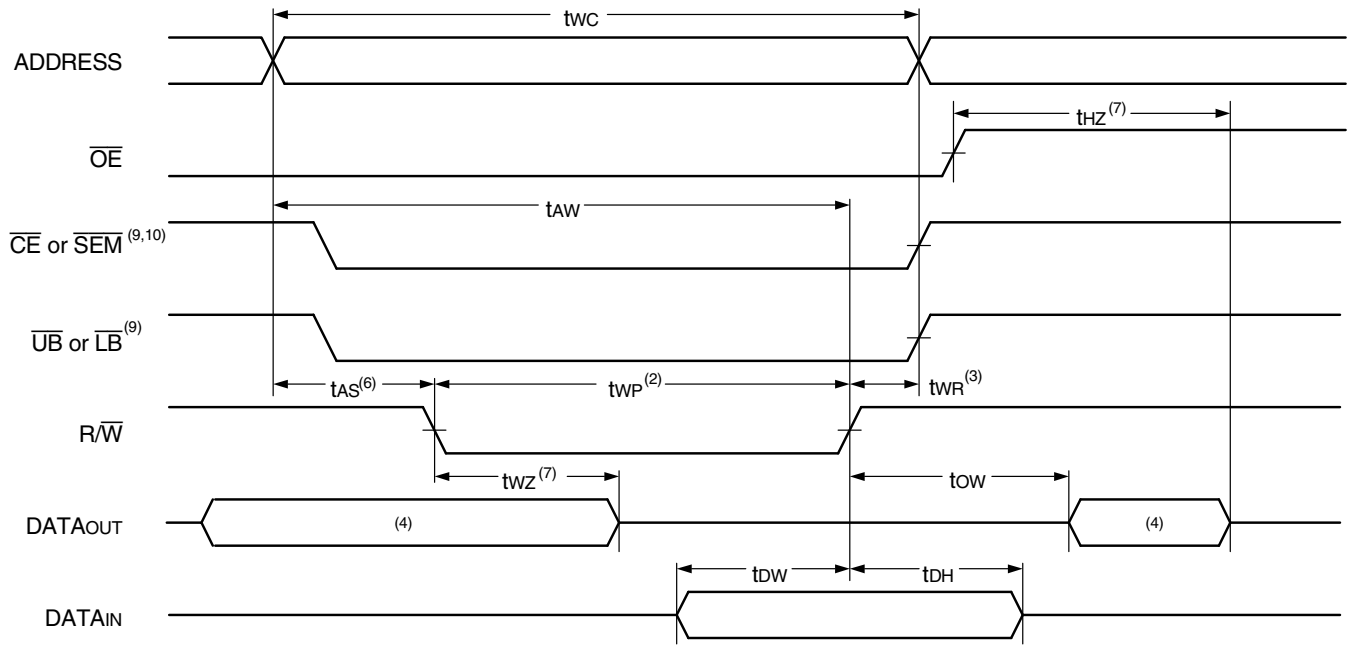 tWC
ADDRESS
tHZ(7)
OE
tAW
CE or SEM (9,10)
UB or LB(9)
tAS(6)
tWP(2)
tWR(3)
R/W
tWZ(7)
tOW
DATAOUT
(4)
(4)
tDW
tDH
DATAIN